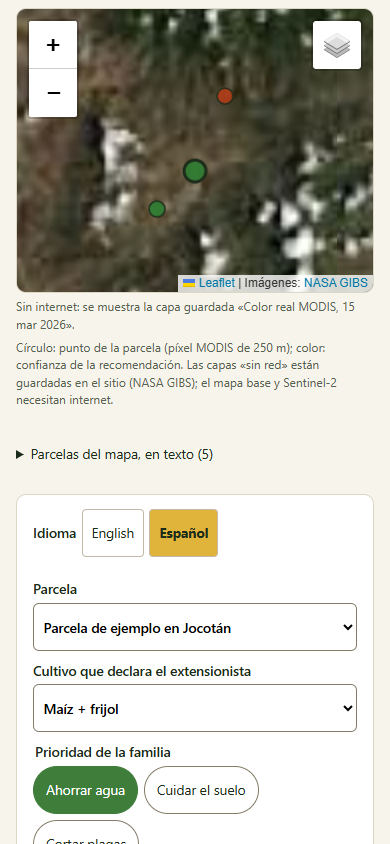 +
−
Leaflet | Imágenes: NASA GIBS
Sin internet: se muestra la capa guardada «Color real MODIS, 15
mar 2026».
Círculo: punto de la parcela (píxel MODIS de 250 m); color:
confianza de la recomendación. Las capas «sin red» están
guardadas en el sitio (NASA GIBS); el mapa base y Sentinel-2
necesitan internet.
Parcelas del mapa, en texto (5)
Idioma English Español
Parcela
Parcela de ejemplo en Jocotán
Cultivo que declara el extensionista
Maíz + frijol
Prioridad de la familia
Ahorrar agua Cuidar el suelo
Cortar plagas